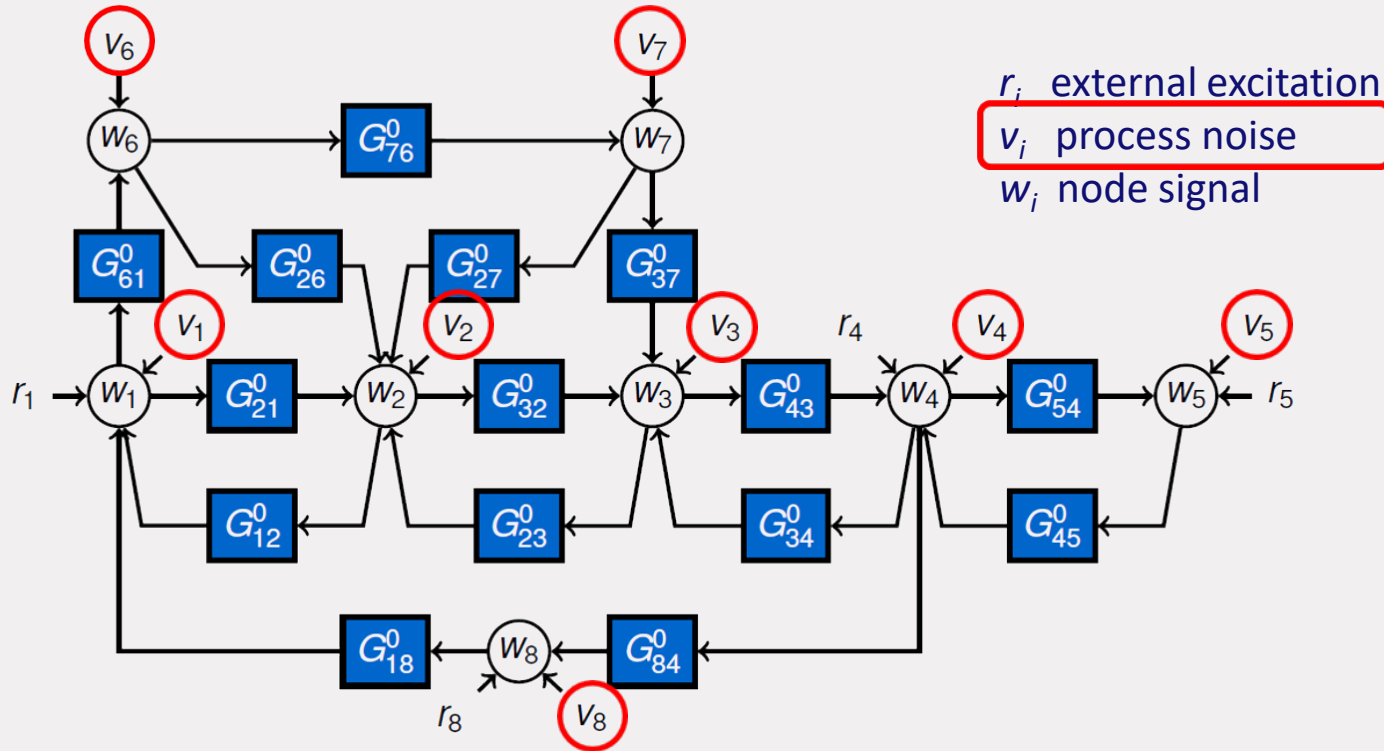 v₆ v₇
rᵢ external excitation
w₆ G⁰₇₆ w₇ vᵢ process noise
wᵢ node signal
G⁰₆₁ G⁰₂₆ G⁰₂₇ G⁰₃₇
v₁ v₂ v₃ r₄ v₄ v₅
r₁ w₁ G⁰₂₁ w₂ G⁰₃₂ w₃ G⁰₄₃ w₄ G⁰₅₄ w₅ r₅
G⁰₁₂ G⁰₂₃ G⁰₃₄ G⁰₄₅
G⁰₁₈ w₈ G⁰₈₄
r₈ v₈